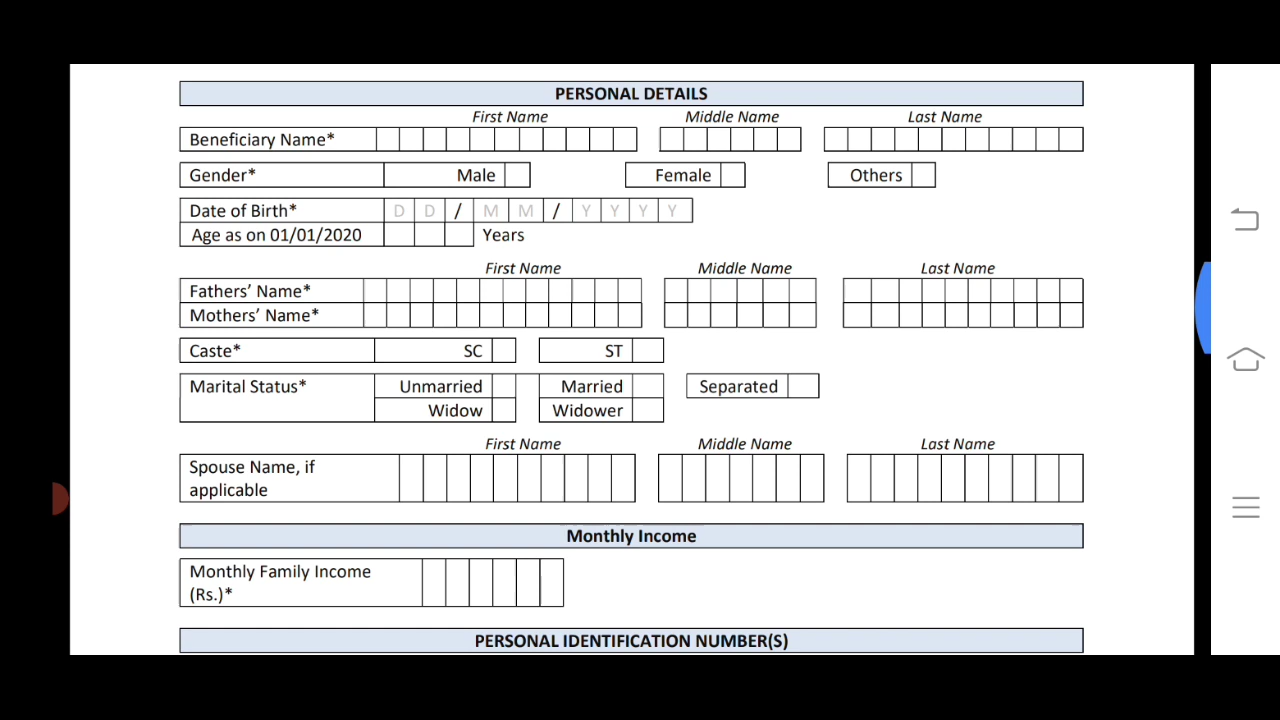 PERSONAL DETAILS
First Name Middle Name Last Name
Beneficiary Name*
Gender* Male Female Others
Date of Birth* D D / M M / Y Y Y Y
Age as on 01/01/2020 Years
First Name Middle Name Last Name
Fathers’ Name*
Mothers’ Name*
Caste* SC ST
Marital Status* Unmarried Married Separated
Widow Widower
First Name Middle Name Last Name
Spouse Name, if
applicable
Monthly Income
Monthly Family Income
(Rs.)*
PERSONAL IDENTIFICATION NUMBER(S)